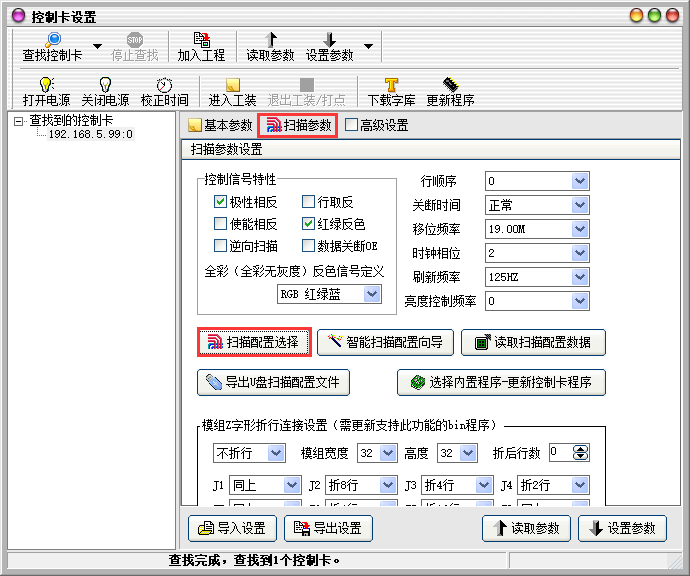 控制卡设置
查找控制卡 停止查找 加入工程 读取参数 设置参数
打开电源 关闭电源 校正时间 进入工装 退出工装/打点 下载字库 更新程序
查找到的控制卡
192.168.5.99:0
基本参数 扫描参数 高级设置
扫描参数设置
控制信号特性
极性相反 行取反
使能相反 红绿反色
逆向扫描 数据关断OE
全彩（全彩无灰度）反色信号定义
RGB 红绿蓝
行顺序 0
关断时间 正常
移位频率 19.00M
时钟相位 2
刷新频率 125HZ
亮度控制频率 0
扫描配置选择 智能扫描配置向导 读取扫描配置数据
导出U盘扫描配置文件 选择内置程序-更新控制卡程序
模组Z字形折行连接设置（需更新支持此功能的bin程序）
不折行 模组宽度 32 高度 32 折后行数 0
J1 同上 J2 折8行 J3 折4行 J4 折2行
导入设置 导出设置 读取参数 设置参数
查找完成，查找到1个控制卡。